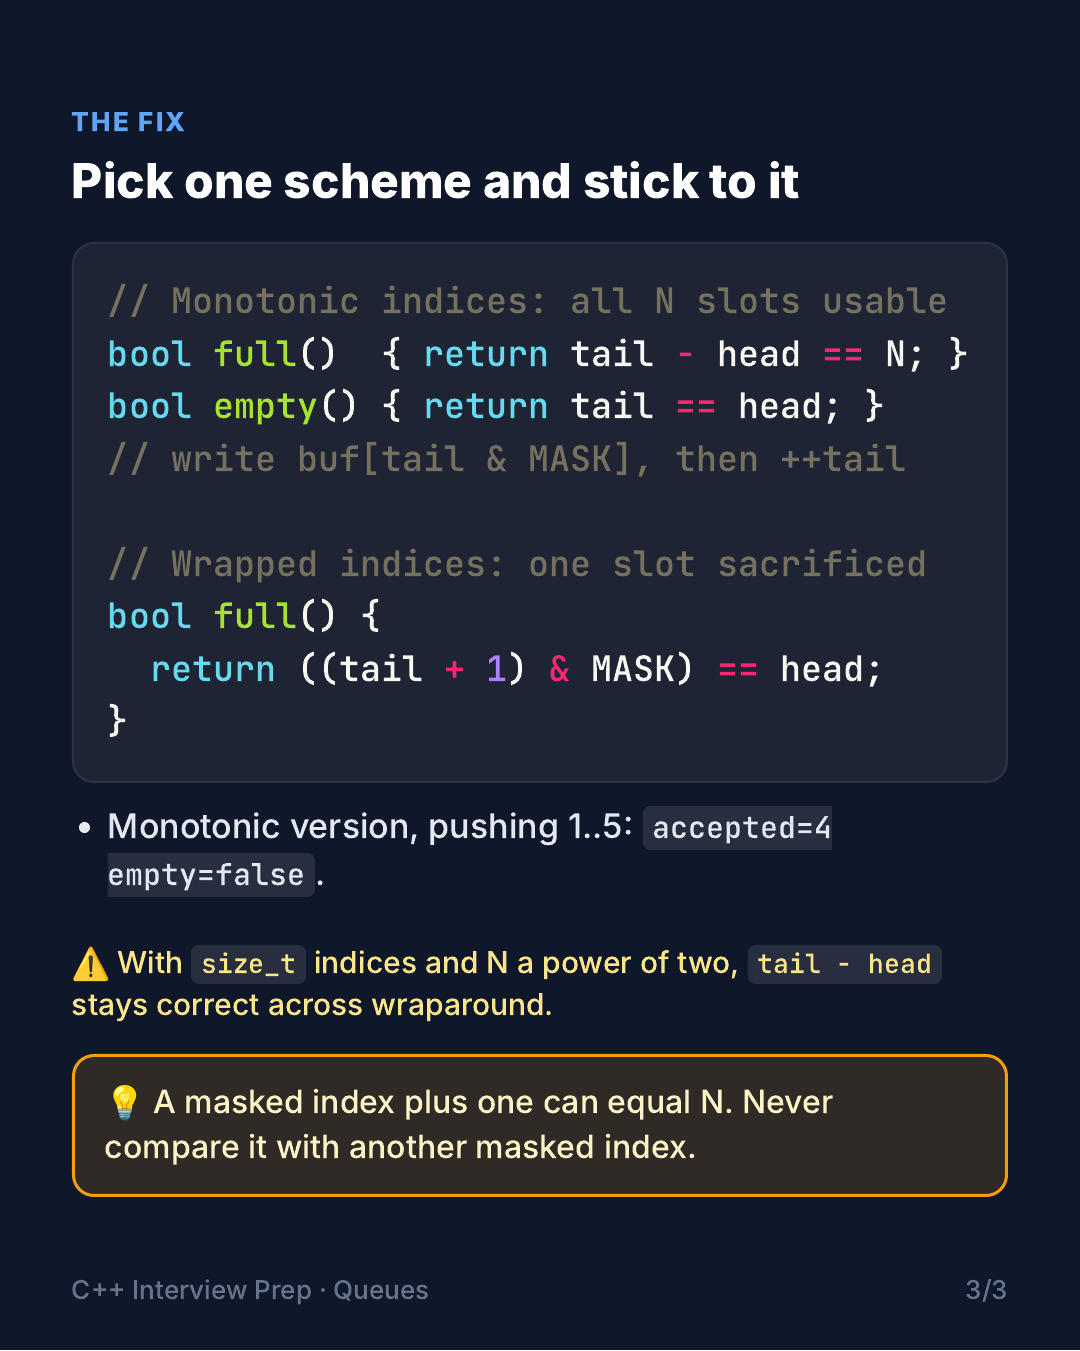 THE FIX
Pick one scheme and stick to it
// Monotonic indices: all N slots usable
bool full()  { return tail - head == N; }
bool empty() { return tail == head; }
// write buf[tail & MASK], then ++tail
// Wrapped indices: one slot sacrificed
bool full() {
  return ((tail + 1) & MASK) == head;
}
• Monotonic version, pushing 1..5: accepted=4
empty=false.
⚠️ With size_t indices and N a power of two, tail - head
stays correct across wraparound.
💡 A masked index plus one can equal N. Never
compare it with another masked index.
C++ Interview Prep · Queues
3/3